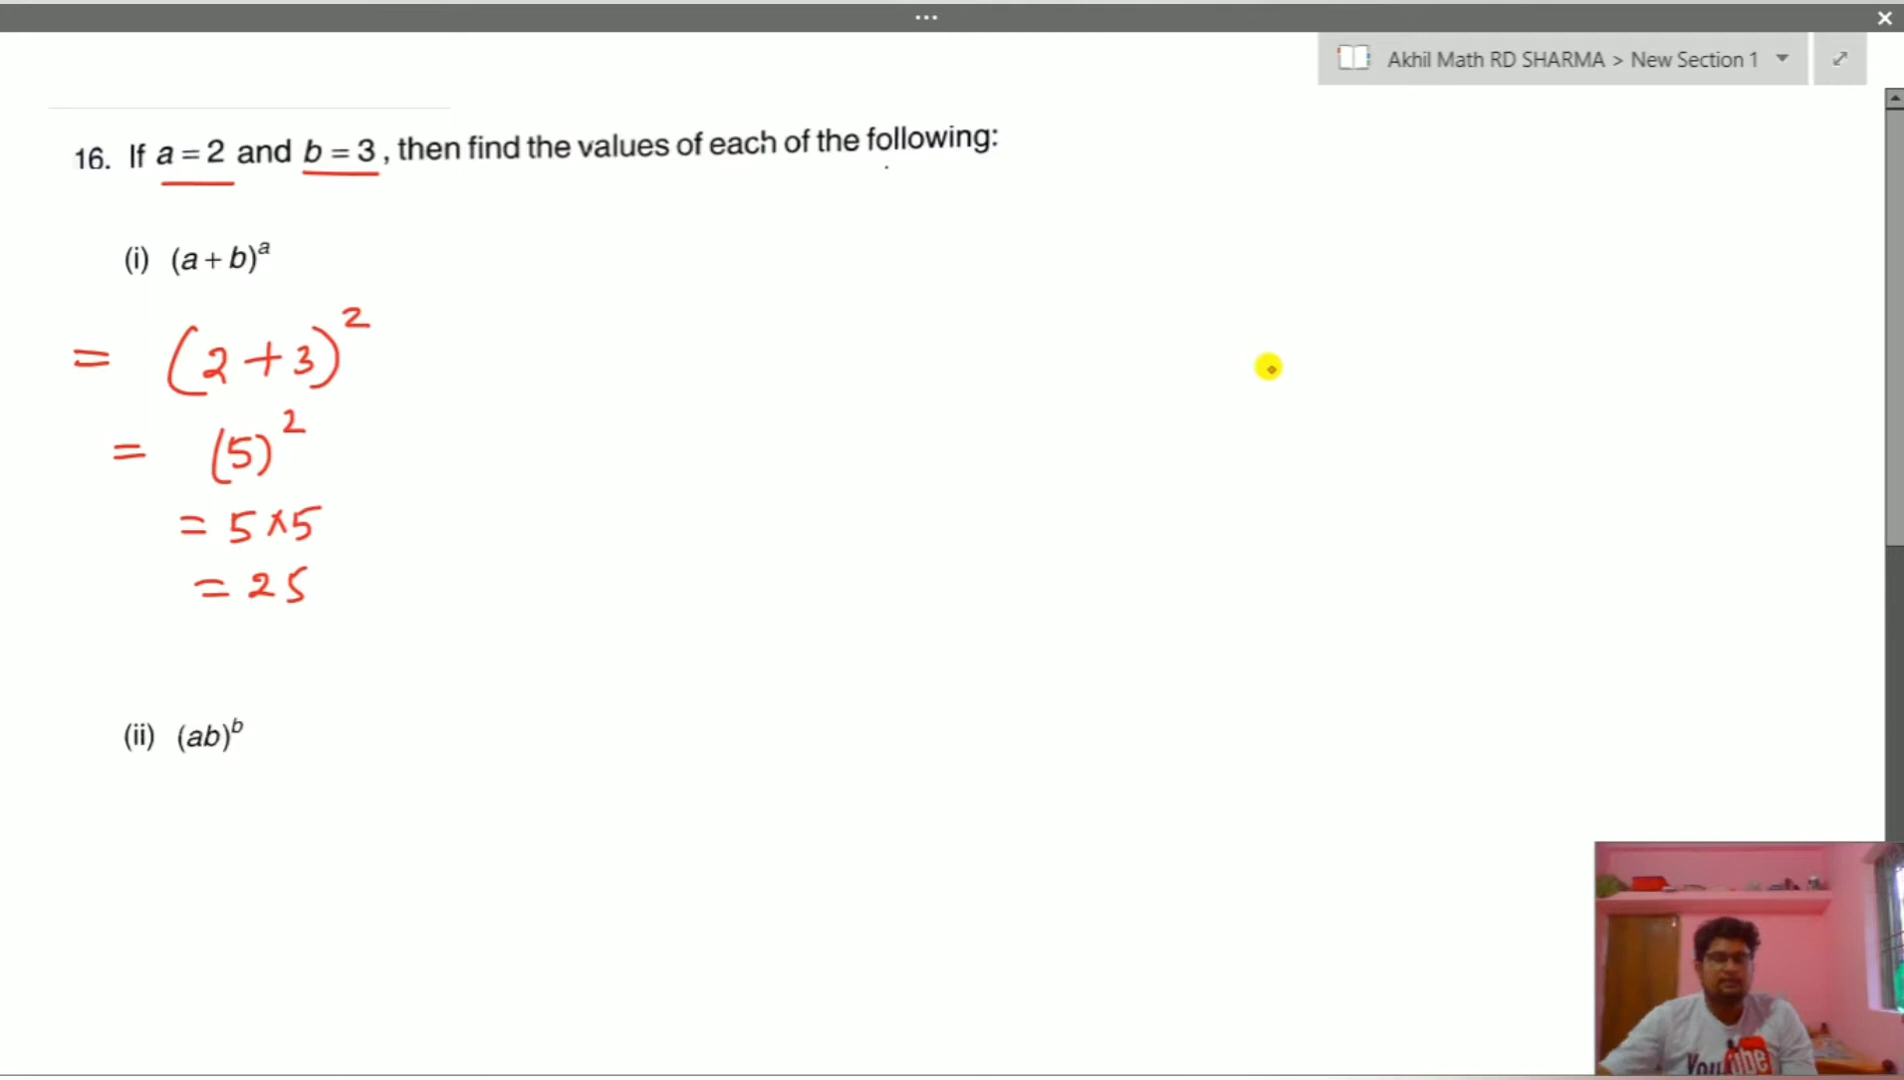 ...
Akhil Math RD SHARMA > New Section 1
16. If a = 2 and b = 3, then find the values of each of the following:
(i) (a + b)^a
= (2 + 3)^2
= (5)^2
= 5 × 5
= 25
(ii) (ab)^b
YouTube